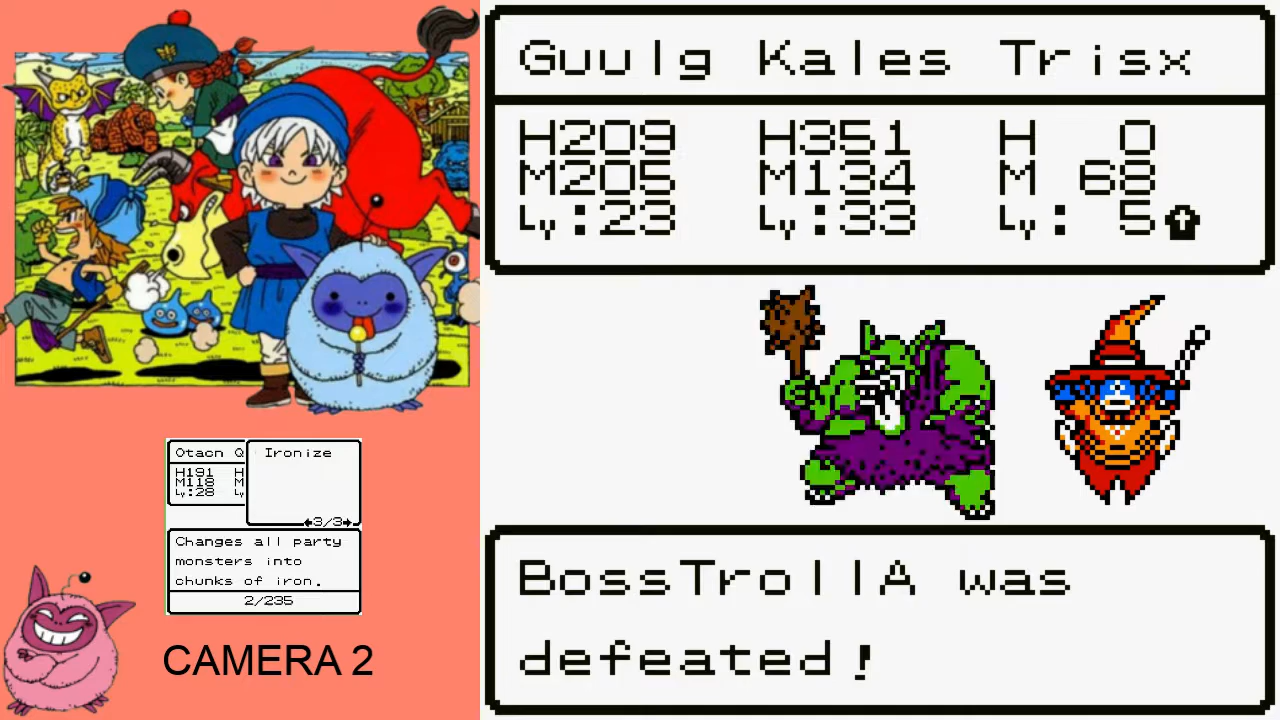 Guulg Kales Trisx
H209 H351 H 0
M205 M134 M 68
Lv:23 Lv:33 Lv: 5
BossTrollA was
defeated!
Otacn Q Ironize
H191 H
M118 M
Lv:28 Lv
←3/3→
Changes all party
monsters into
chunks of iron.
2/235
CAMERA 2